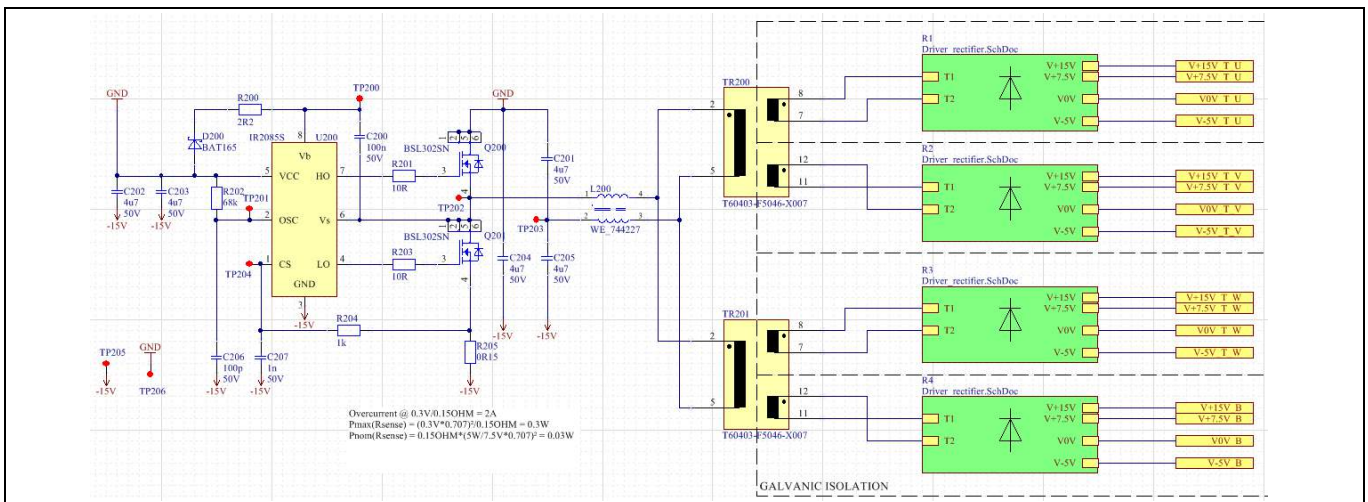 R1
Driver_rectifier.SchDoc
V+15V
V+7.5V
V0V
V-5V
T1
T2
V+15V_T_U
V+7.5V_T_U
V0V_T_U
V-5V_T_U
R2
Driver_rectifier.SchDoc
V+15V
V+7.5V
V0V
V-5V
T1
T2
V+15V_T_V
V+7.5V_T_V
V0V_T_V
V-5V_T_V
R3
Driver_rectifier.SchDoc
V+15V
V+7.5V
V0V
V-5V
T1
T2
V+15V_T_W
V+7.5V_T_W
V0V_T_W
V-5V_T_W
R4
Driver_rectifier.SchDoc
V+15V
V+7.5V
V0V
V-5V
T1
T2
V+15V_B
V+7.5V_B
V0V_B
V-5V_B
GND
R200
2R2
TP200
D200
BAT165
IR2085S
U200
8
Vb
5
VCC
HO
7
2
OSC
Vs
6
1
CS
LO
4
GND
3
-15V
C200
100n
50V
C202
4u7
50V
-15V
C203
4u7
50V
-15V
R202
68k
TP201
TP204
R201
10R
R203
10R
BSL302SN
1
2
5
6
Q200
3
4
TP202
BSL302SN
1
2
5
6
Q201
3
4
GND
C201
4u7
50V
TP203
C204
4u7
50V
-15V
C205
4u7
50V
-15V
L200
1
4
2
3
WE_744227
TR200
2
5
8
7
12
11
T60403-F5046-X007
TR201
2
5
8
7
12
11
T60403-F5046-X007
R204
1k
R205
0R15
-15V
TP205
-15V
GND
TP206
C206
100p
50V
-15V
C207
1n
50V
-15V
Overcurrent @ 0.3V/0.15OHM = 2A
Pmax(Rsense) = (0.3V*0.707)²/0.15OHM = 0.3W
Pnom(Rsense) = 0.15OHM*(5W/7.5V*0.707)² = 0.03W
GALVANIC ISOLATION